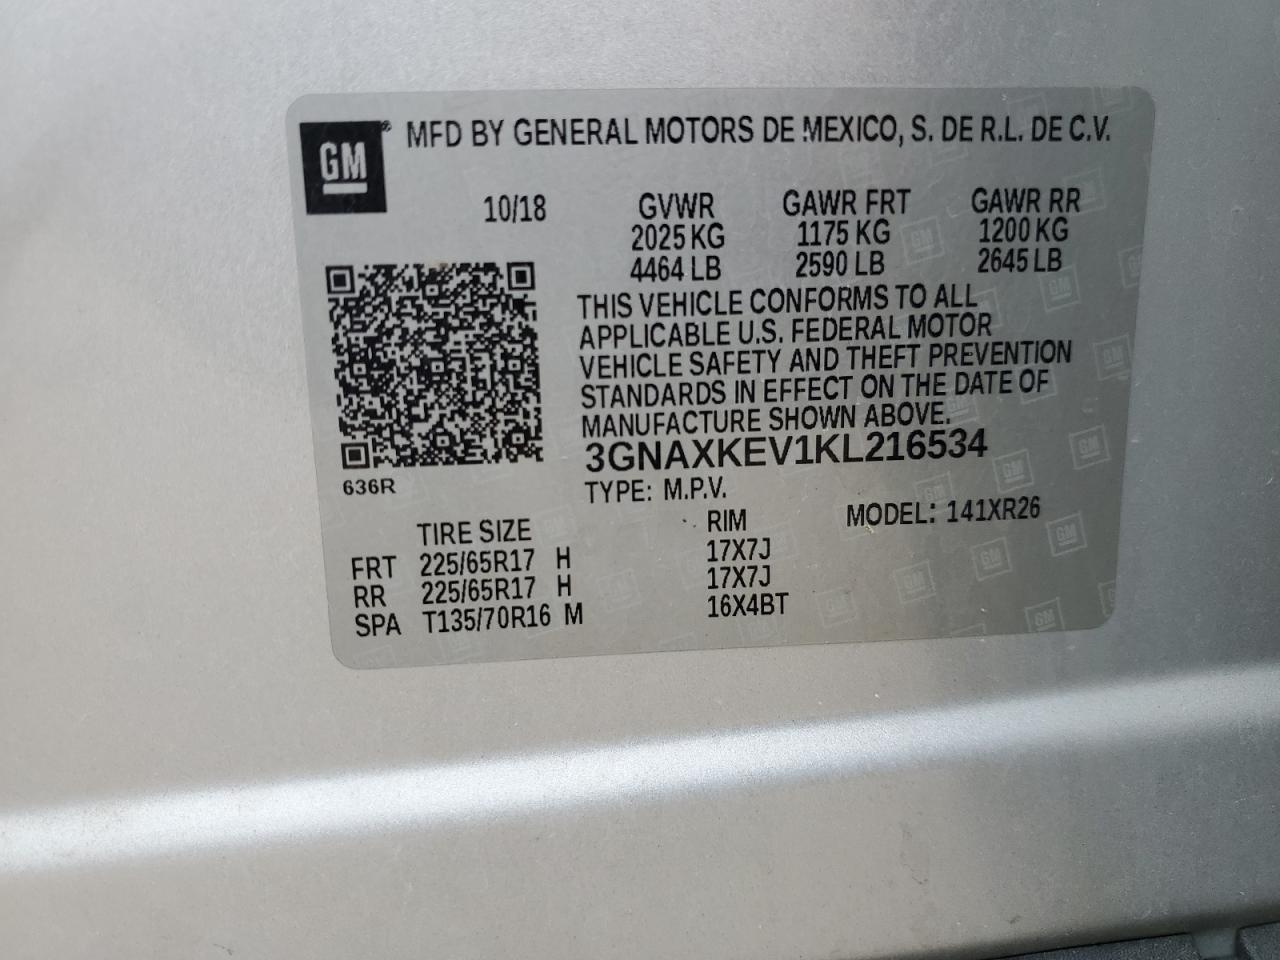 GM® MFD BY GENERAL MOTORS DE MEXICO, S. DE R.L. DE C.V.
10/18 GVWR GAWR FRT GAWR RR
2025 KG 1175 KG 1200 KG
4464 LB 2590 LB 2645 LB
THIS VEHICLE CONFORMS TO ALL
APPLICABLE U.S. FEDERAL MOTOR
VEHICLE SAFETY AND THEFT PREVENTION
STANDARDS IN EFFECT ON THE DATE OF
MANUFACTURE SHOWN ABOVE.
3GNAXKEV1KL216534
636R
TYPE: M.P.V.
TIRE SIZE RIM MODEL: 141XR26
FRT 225/65R17 H 17X7J
RR 225/65R17 H 17X7J
SPA T135/70R16 M 16X4BT